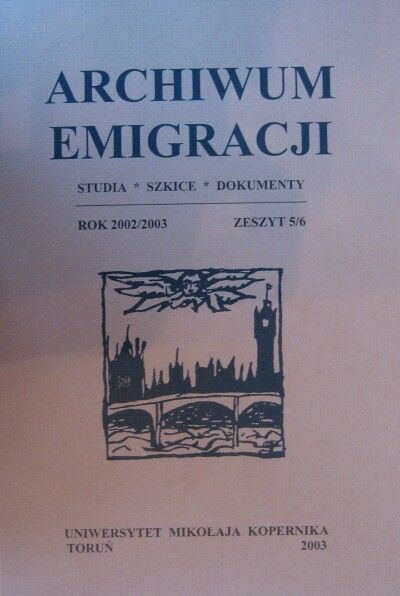 ARCHIWUM
EMIGRACJI
STUDIA * SZKICE * DOKUMENTY
ROK 2002/2003 ZESZYT 5/6
UNIWERSYTET MIKOŁAJA KOPERNIKA
TORUŃ 2003